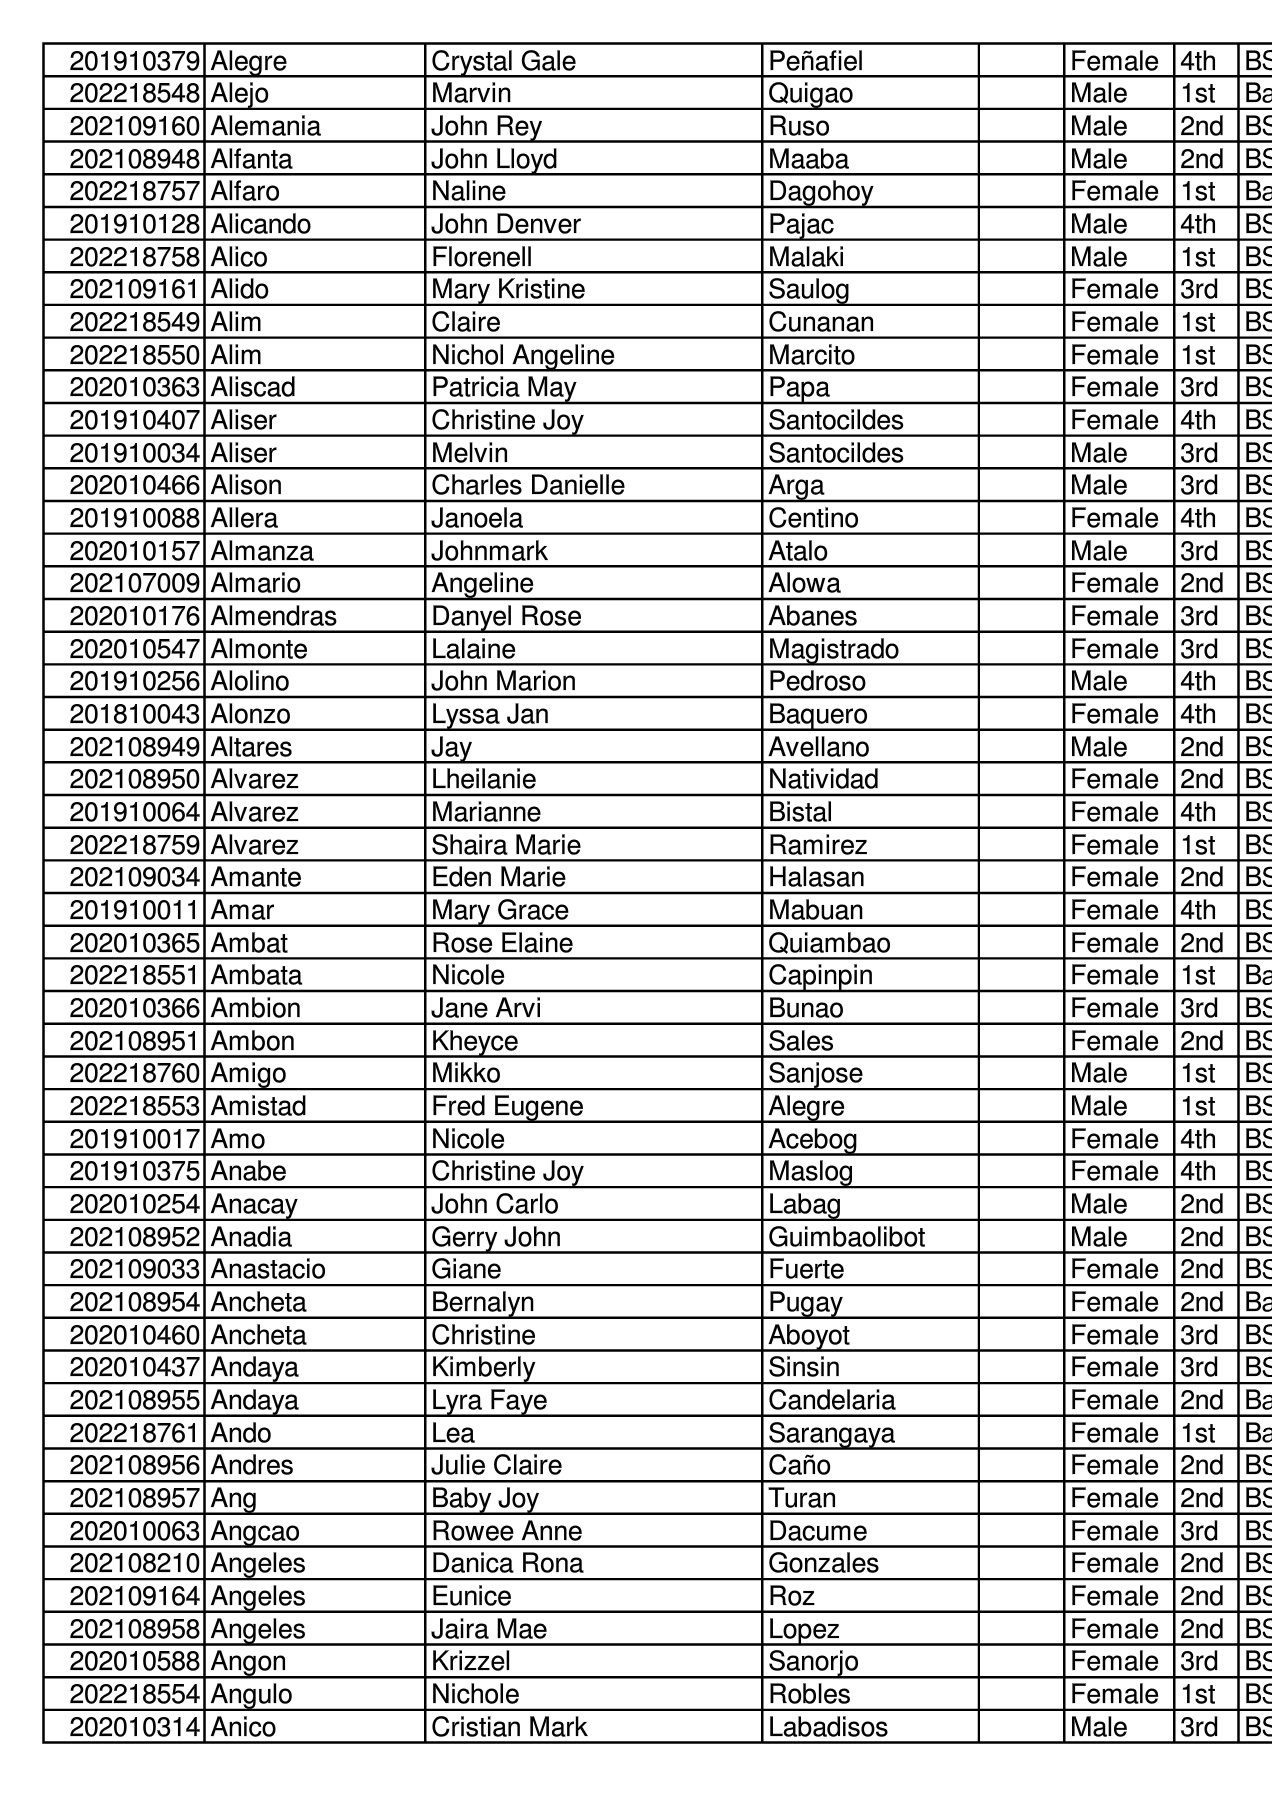 201910379 Alegre Crystal Gale Peñafiel Female 4th BS
202218548 Alejo Marvin Quigao Male 1st Ba
202109160 Alemania John Rey Ruso Male 2nd BS
202108948 Alfanta John Lloyd Maaba Male 2nd BS
202218757 Alfaro Naline Dagohoy Female 1st Ba
201910128 Alicando John Denver Pajac Male 4th BS
202218758 Alico Florenell Malaki Male 1st BS
202109161 Alido Mary Kristine Saulog Female 3rd BS
202218549 Alim Claire Cunanan Female 1st BS
202218550 Alim Nichol Angeline Marcito Female 1st BS
202010363 Aliscad Patricia May Papa Female 3rd BS
201910407 Aliser Christine Joy Santocildes Female 4th BS
201910034 Aliser Melvin Santocildes Male 3rd BS
202010466 Alison Charles Danielle Arga Male 3rd BS
201910088 Allera Janoela Centino Female 4th BS
202010157 Almanza Johnmark Atalo Male 3rd BS
202107009 Almario Angeline Alowa Female 2nd BS
202010176 Almendras Danyel Rose Abanes Female 3rd BS
202010547 Almonte Lalaine Magistrado Female 3rd BS
201910256 Alolino John Marion Pedroso Male 4th BS
201810043 Alonzo Lyssa Jan Baquero Female 4th BS
202108949 Altares Jay Avellano Male 2nd BS
202108950 Alvarez Lheilanie Natividad Female 2nd BS
201910064 Alvarez Marianne Bistal Female 4th BS
202218759 Alvarez Shaira Marie Ramirez Female 1st BS
202109034 Amante Eden Marie Halasan Female 2nd BS
201910011 Amar Mary Grace Mabuan Female 4th BS
202010365 Ambat Rose Elaine Quiambao Female 2nd BS
202218551 Ambata Nicole Capinpin Female 1st Ba
202010366 Ambion Jane Arvi Bunao Female 3rd BS
202108951 Ambon Kheyce Sales Female 2nd BS
202218760 Amigo Mikko Sanjose Male 1st BS
202218553 Amistad Fred Eugene Alegre Male 1st BS
201910017 Amo Nicole Acebog Female 4th BS
201910375 Anabe Christine Joy Maslog Female 4th BS
202010254 Anacay John Carlo Labag Male 2nd BS
202108952 Anadia Gerry John Guimbaolibot Male 2nd BS
202109033 Anastacio Giane Fuerte Female 2nd BS
202108954 Ancheta Bernalyn Pugay Female 2nd Ba
202010460 Ancheta Christine Aboyot Female 3rd BS
202010437 Andaya Kimberly Sinsin Female 3rd BS
202108955 Andaya Lyra Faye Candelaria Female 2nd Ba
202218761 Ando Lea Sarangaya Female 1st Ba
202108956 Andres Julie Claire Caño Female 2nd BS
202108957 Ang Baby Joy Turan Female 2nd BS
202010063 Angcao Rowee Anne Dacume Female 3rd BS
202108210 Angeles Danica Rona Gonzales Female 2nd BS
202109164 Angeles Eunice Roz Female 2nd BS
202108958 Angeles Jaira Mae Lopez Female 2nd BS
202010588 Angon Krizzel Sanorjo Female 3rd BS
202218554 Angulo Nichole Robles Female 1st BS
202010314 Anico Cristian Mark Labadisos Male 3rd BS